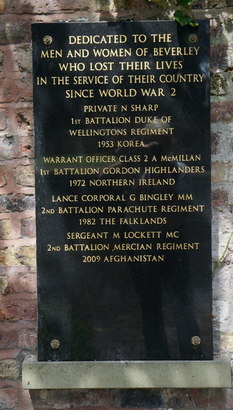 DEDICATED TO THE
MEN AND WOMEN OF BEVERLEY
WHO LOST THEIR LIVES
IN THE SERVICE OF THEIR COUNTRY
SINCE WORLD WAR 2
PRIVATE N SHARP
1ST BATTALION DUKE OF
WELLINGTONS REGIMENT
1953 KOREA
WARRANT OFFICER CLASS 2 A McMILLAN
1ST BATTALION GORDON HIGHLANDERS
1972 NORTHERN IRELAND
LANCE CORPORAL G BINGLEY MM
2ND BATTALION PARACHUTE REGIMENT
1982 THE FALKLANDS
SERGEANT M LOCKETT MC
2ND BATTALION MERCIAN REGIMENT
2009 AFGHANISTAN